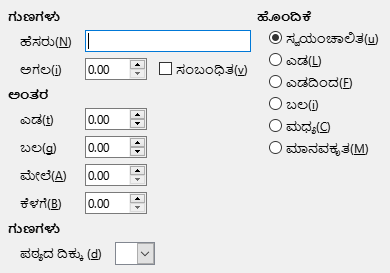 ಗುಣಗಳು
ಹೆಸರು(N)
ಅಗಲ(i) 0.00 ಸಂಬಂಧಿತ(v)
ಅಂತರ
ಎಡ(t) 0.00
ಬಲ(g) 0.00
ಮೇಲೆ(A) 0.00
ಕೆಳಗೆ(B) 0.00
ಗುಣಗಳು
ಪಠ್ಯದ ದಿಕ್ಕು (d)
ಹೊಂದಿಕೆ
ಸ್ವಯಂಚಾಲಿತ(u)
ಎಡ(L)
ಎಡದಿಂದ(F)
ಬಲ(i)
ಮಧ್ಯ(C)
ಮಾನವಕೃತ(M)